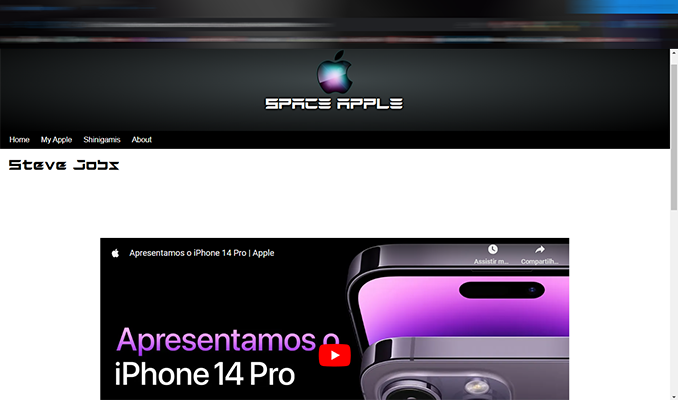 SPACE APPLE
Home My Apple Shinigamis About
Steve Jobs
Apresentamos o iPhone 14 Pro | Apple
Assistir m... Compartilh...
Apresentamos o
iPhone 14 Pro